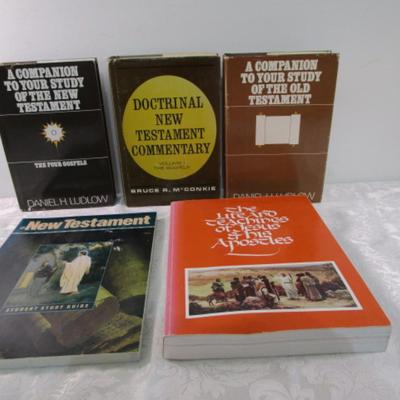 A COMPANION
TO YOUR STUDY
OF THE NEW
TESTAMENT
THE FOUR GOSPELS
DANIEL H. LUDLOW
DOCTRINAL
NEW
TESTAMENT
COMMENTARY
VOLUME I
THE GOSPELS
BRUCE R. McCONKIE
A COMPANION
TO YOUR STUDY
OF THE OLD
TESTAMENT
DANIEL H. LUDLOW
New Testament
STUDENT STUDY GUIDE
The
Life and
Teachings
of Jesus
& his
Apostles